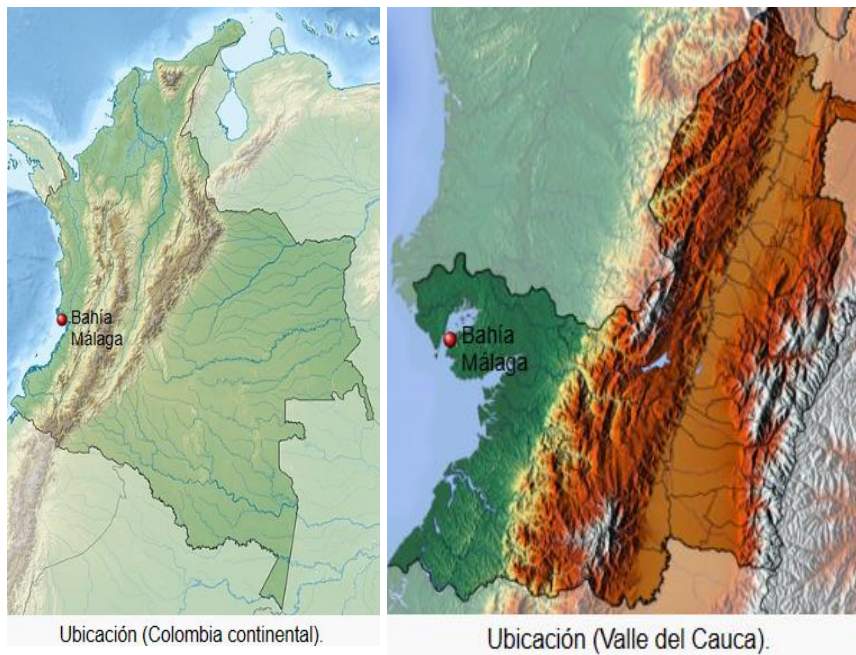 Bahía
Málaga
Ubicación (Colombia continental).
Bahía
Málaga
Ubicación (Valle del Cauca).